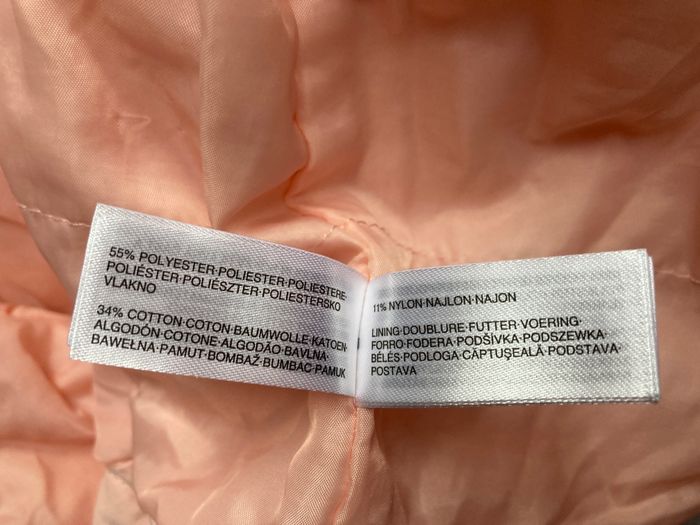 55% POLYESTER·POLIESTER·POLIESTERE·
POLIÉSTER·POLIÉSZTER·POLIESTERSKO
VLAKNO
34% COTTON·COTON·BAUMWOLLE·KATOEN·
ALGODÓN·COTONE·ALGODÃO·BAVLNA·
BAWEŁNA·PAMUT·BOMBAŽ·BUMBAC·PAMUK
11% NYLON·NAJLON·NAJON
LINING·DOUBLURE·FUTTER·VOERING·
FORRO·FODERA·PODŠÍVKA·PODSZEWKA·
BÉLÉS·PODLOGA·CĂPTUŞEALĂ·PODSTAVA·
POSTAVA